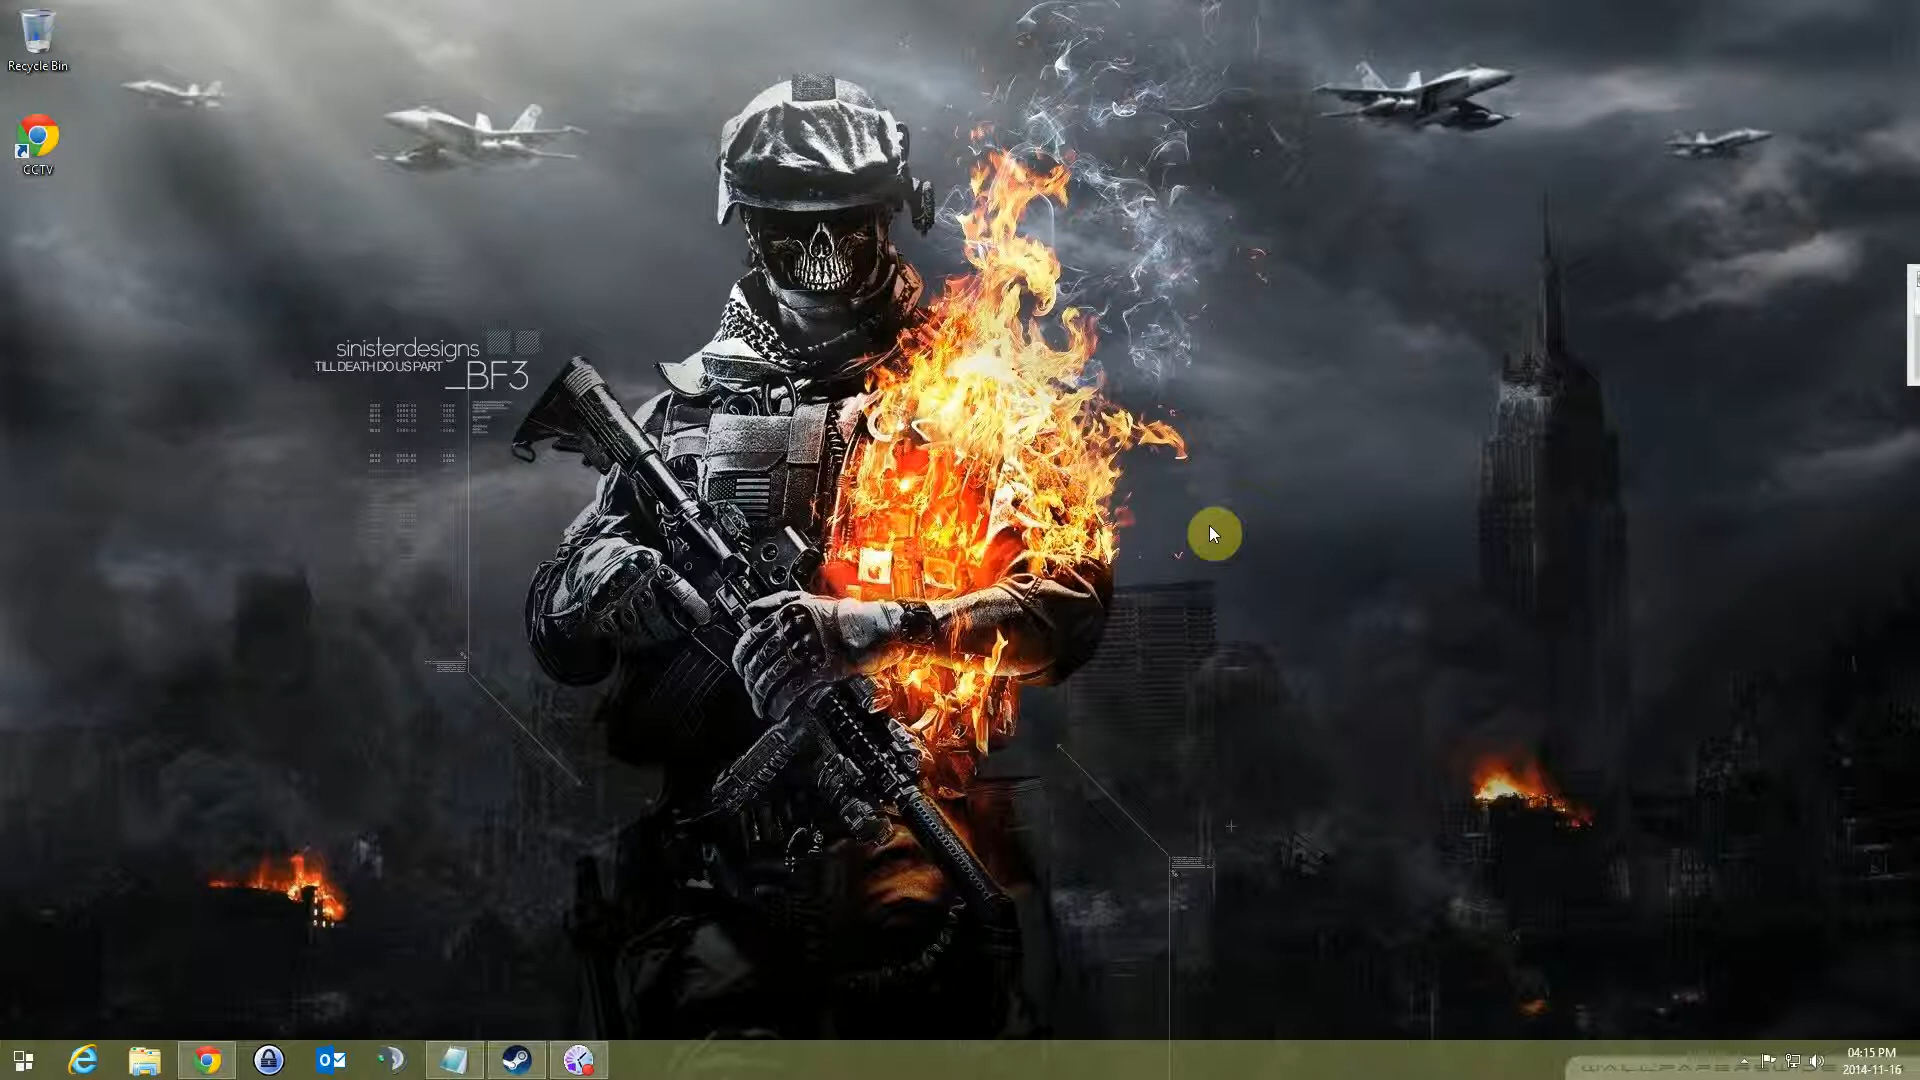 Recycle Bin
CCTV
sinisterdesigns
TILL DEATH DO US PART
_BF3
04:15 PM
2014-11-16